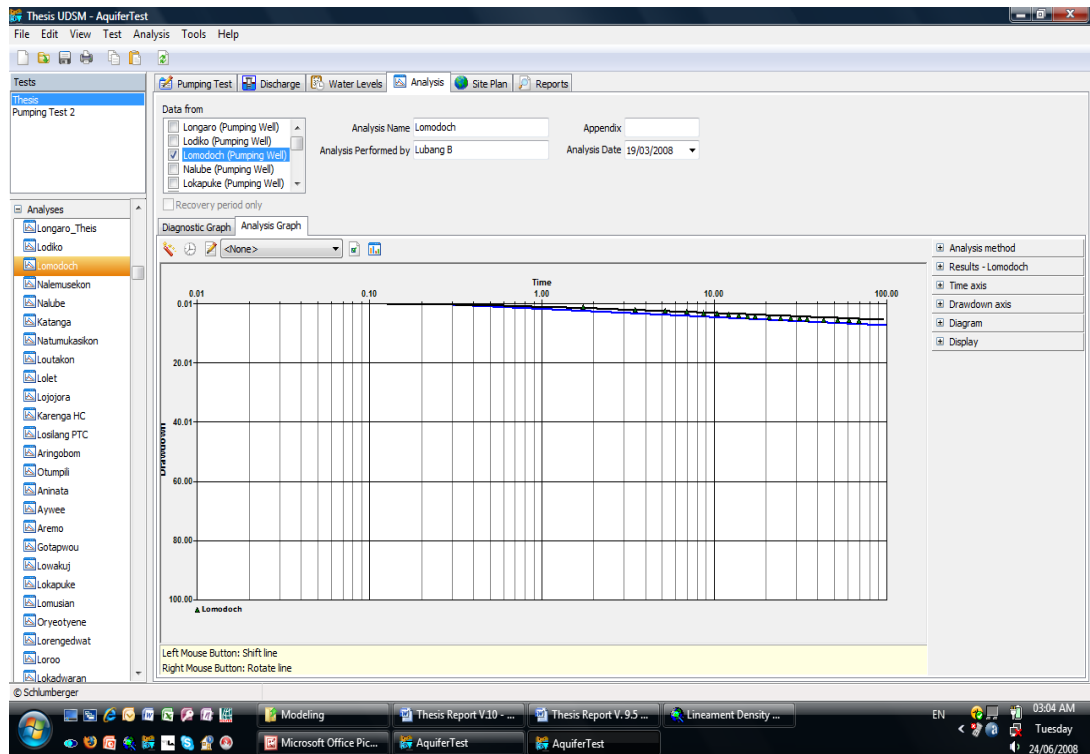 Thesis UDSM - AquiferTest
File Edit View Test Analysis Tools Help
Tests
Thesis
Pumping Test 2
Pumping Test Discharge Water Levels Analysis Site Plan Reports
Data from
Longaro (Pumping Well)
Lodiko (Pumping Well)
Lomodoch (Pumping Well)
Nalube (Pumping Well)
Lokapuke (Pumping Well)
Analysis Name Lomodoch Appendix
Analysis Performed by Lubang B Analysis Date 19/03/2008
Recovery period only
Analyses
Longaro_Theis
Lodiko
Lomodoch
Nalemusekon
Nalube
Katanga
Natumukasikon
Loutakon
Lolet
Lojojora
Karenga HC
Losilang PTC
Aringobom
Otumpili
Aninata
Aywee
Aremo
Gotapwou
Lowakuj
Lokapuke
Lomusian
Oryeotyene
Lorengedwat
Loroo
Lokadwaran
Diagnostic Graph Analysis Graph
<None>
Time
0.01 0.10 1.00 10.00 100.00
0.01
20.01
40.01
60.00
80.00
100.00
Drawdown
Lomodoch
Analysis method
Results - Lomodoch
Time axis
Drawdown axis
Diagram
Display
Left Mouse Button: Shift line
Right Mouse Button: Rotate line
© Schlumberger
Modeling Thesis Report V.10 - ... Thesis Report V. 9.5 ... Lineament Density ...
Microsoft Office Pic... AquiferTest AquiferTest
EN
03:04 AM
Tuesday
24/06/2008